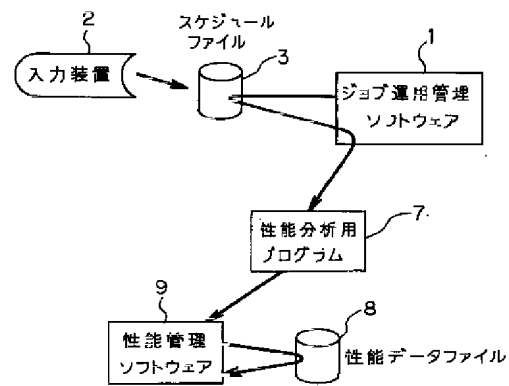 2
スケジュール
ファイル
3
1
入力装置
ジョブ運用管理
ソフトウェア
7
性能分析用
プログラム
9
性能管理
ソフトウェア
8
性能データファイル